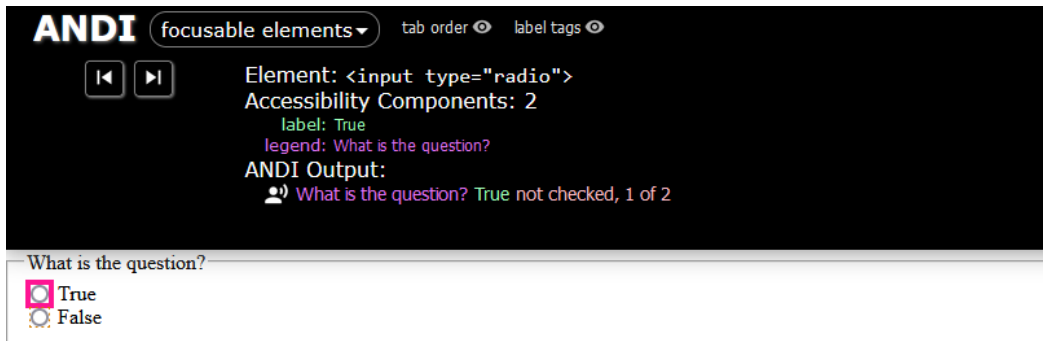 ANDI focusable elements tab order label tags
Element: <input type="radio">
Accessibility Components: 2
label: True
legend: What is the question?
ANDI Output:
What is the question? True not checked, 1 of 2
What is the question?
True
False